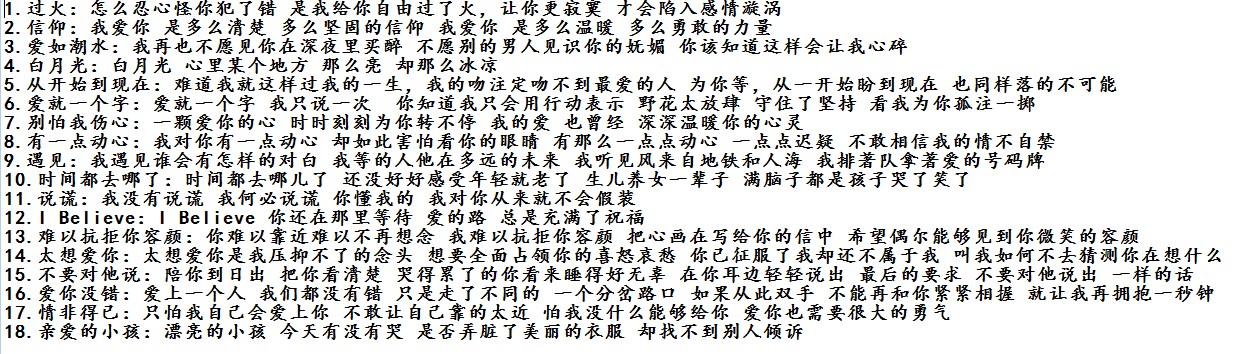 1.过火：怎么忍心怪你犯了错 是我给你自由过了火，让你更寂寞 才会陷入感情旋涡
2.信仰：我爱你 是多么清楚 多么坚固的信仰 我爱你 是多么温暖 多么勇敢的力量
3.爱如潮水：我再也不愿见你在深夜里买醉 不愿别的男人见识你的妩媚 你该知道这样会让我心碎
4.白月光：白月光 心里某个地方 那么亮 却那么冰凉
5.从开始到现在：难道我就这样过我的一生，我的吻注定吻不到最爱的人 为你等，从一开始盼到现在 也同样落的不可能
6.爱就一个字：爱就一个字 我只说一次 你知道我只会用行动表示 野花太放肆 守住了坚持 看我为你孤注一掷
7.别怕我伤心：一颗爱你的心 时时刻刻为你转不停 我的爱 也曾经 深深温暖你的心灵
8.有一点动心：我对你有一点动心 却如此害怕看你的眼睛 有那么一点点动心 一点点迟疑 不敢相信我的情不自禁
9.遇见：我遇见谁会有怎样的对白 我等的人他在多远的未来 我听见风来自地铁和人海 我排著队拿著爱的号码牌
10.时间都去哪了：时间都去哪儿了 还没好好感受年轻就老了 生儿养女一辈子 满脑子都是孩子哭了笑了
11.说谎：我没有说谎 我何必说谎 你懂我的 我对你从来就不会假装
12.I Believe：I Believe 你还在那里等待 爱的路 总是充满了祝福
13.难以抗拒你容颜：你难以靠近难以不再想念 我难以抗拒你容颜 把心画在写给你的信中 希望偶尔能够见到你微笑的容颜
14.太想爱你：太想爱你是我压抑不了的念头 想要全面占领你的喜怒哀愁 你已征服了我却还不属于我 叫我如何不去猜测你在想什么
15.不要对他说：陪你到日出 把你看清楚 哭得累了的你看来睡得好无辜 在你耳边轻轻说出 最后的要求 不要对他说出 一样的话
16.爱你没错：爱上一个人 我们都没有错 只是走了不同的 一个分岔路口 如果从此双手 不能再和你紧紧相握 就让我再拥抱一秒钟
17.情非得已：只怕我自己会爱上你 不敢让自己靠的太近 怕我没什么能够给你 爱你也需要很大的勇气
18.亲爱的小孩：漂亮的小孩 今天有没有哭 是否弄脏了美丽的衣服 却找不到别人倾诉